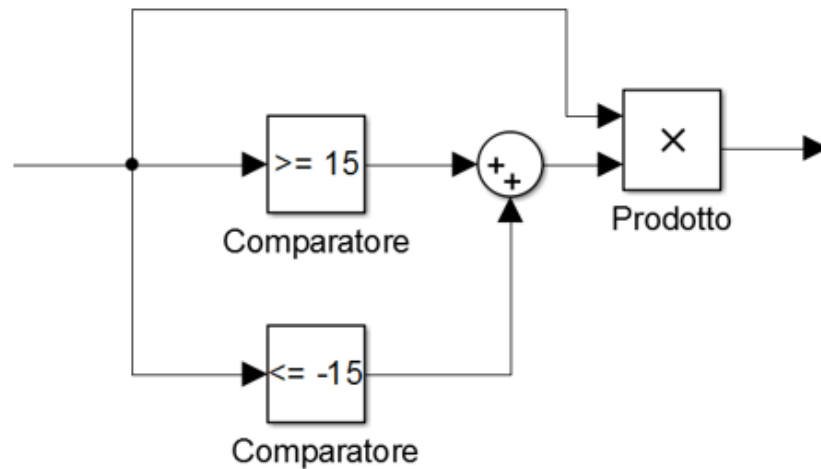 >= 15
Comparatore
+
+
×
Prodotto
<= -15
Comparatore